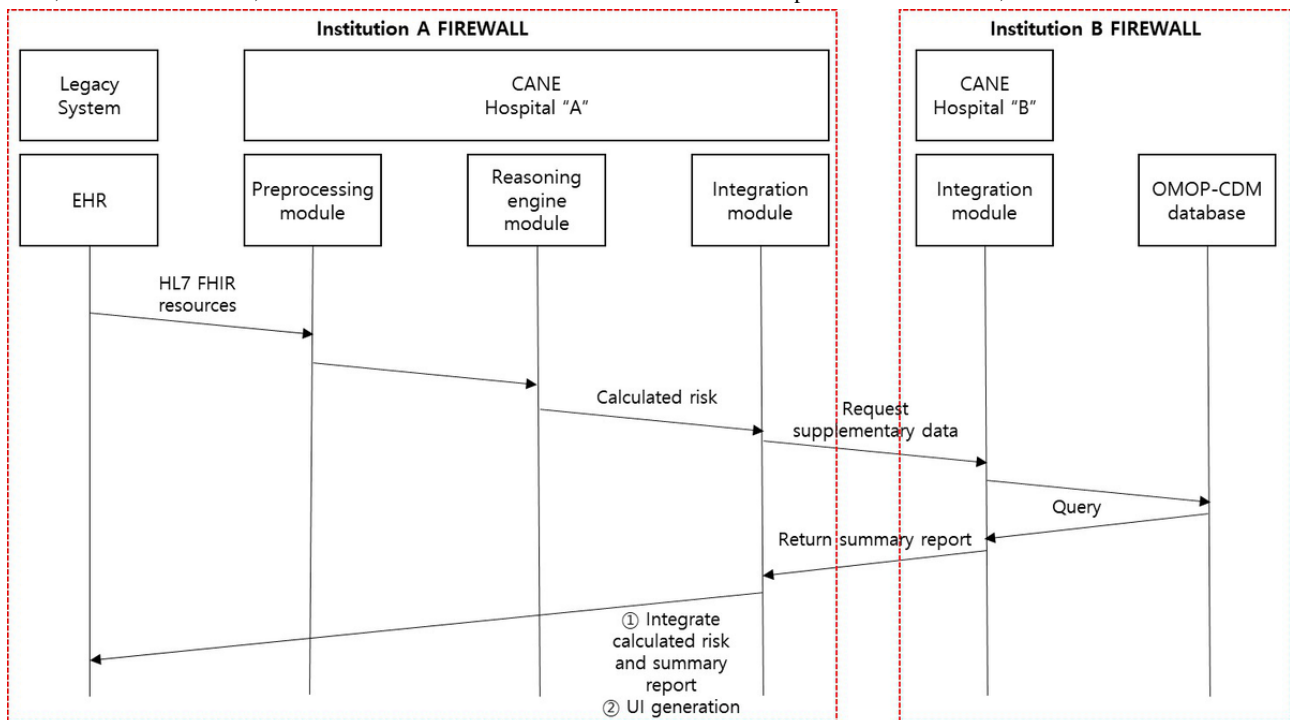 Institution A FIREWALL
Institution B FIREWALL
Legacy
System
CANE
Hospital "A"
CANE
Hospital "B"
EHR
Preprocessing
module
Reasoning
engine
module
Integration
module
Integration
module
OMOP-CDM
database
HL7 FHIR
resources
Calculated risk
Request
supplementary data
Query
Return summary report
① Integrate
calculated risk
and summary
report
② UI generation